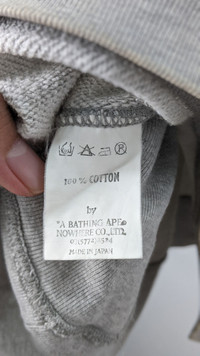 100% COTTON
by
"A BATHING APE®
NOWHERE CO.,LTD.
MADE IN JAPAN